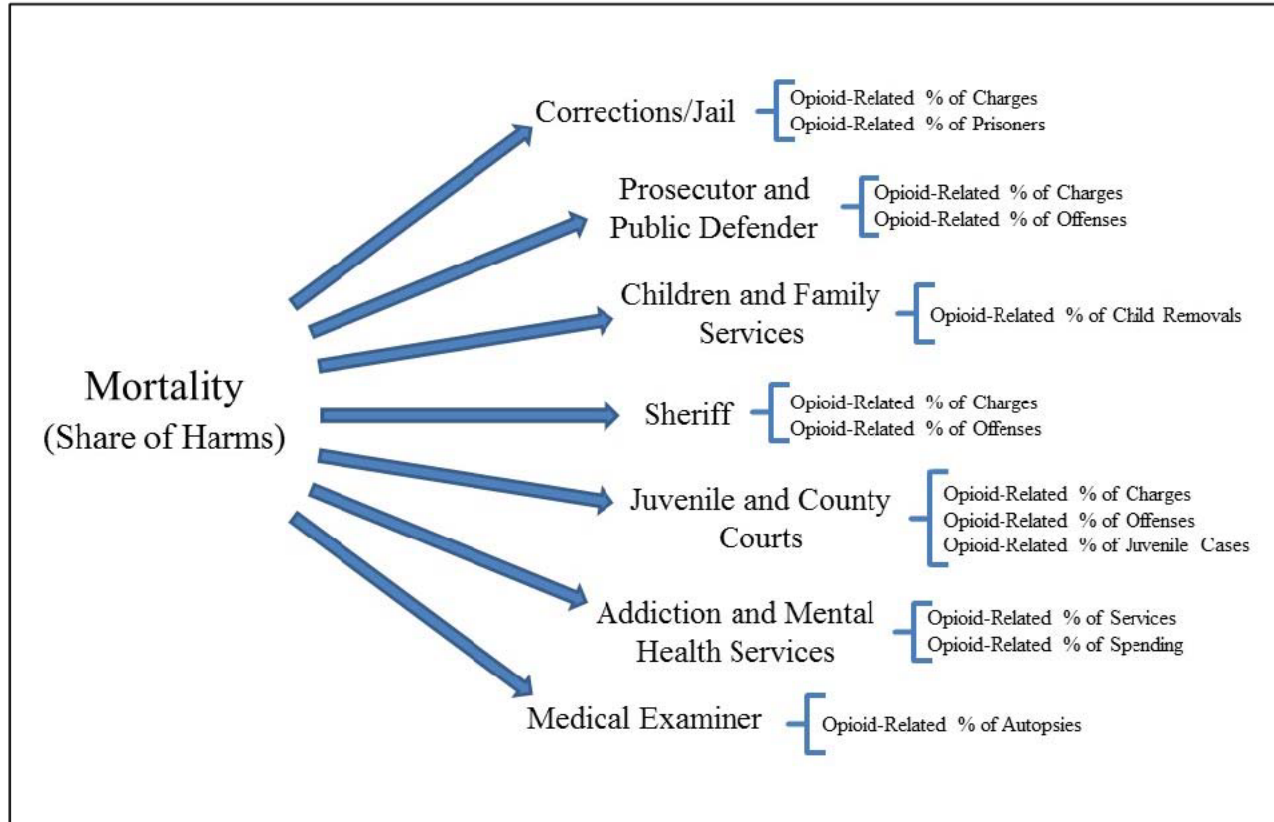 Mortality
(Share of Harms)
Corrections/Jail
Opioid-Related % of Charges
Opioid-Related % of Prisoners
Prosecutor and
Public Defender
Opioid-Related % of Charges
Opioid-Related % of Offenses
Children and Family
Services
Opioid-Related % of Child Removals
Sheriff
Opioid-Related % of Charges
Opioid-Related % of Offenses
Juvenile and County
Courts
Opioid-Related % of Charges
Opioid-Related % of Offenses
Opioid-Related % of Juvenile Cases
Addiction and Mental
Health Services
Opioid-Related % of Services
Opioid-Related % of Spending
Medical Examiner
Opioid-Related % of Autopsies